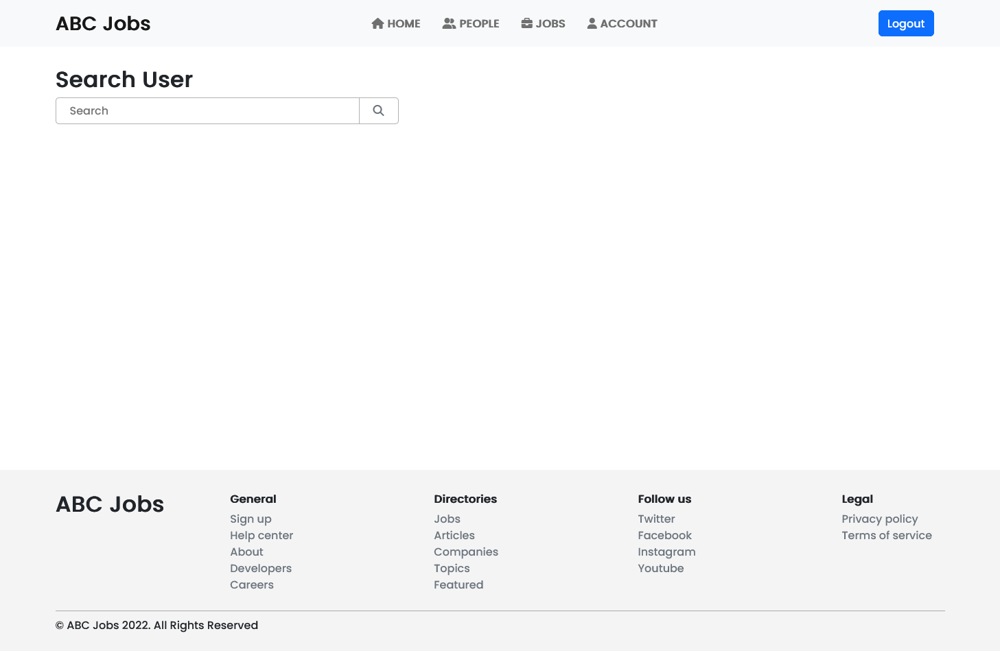 ABC Jobs
HOME
PEOPLE
JOBS
ACCOUNT
Logout
Search User
Search
ABC Jobs
General
Sign up
Help center
About
Developers
Careers
Directories
Jobs
Articles
Companies
Topics
Featured
Follow us
Twitter
Facebook
Instagram
Youtube
Legal
Privacy policy
Terms of service
© ABC Jobs 2022. All Rights Reserved